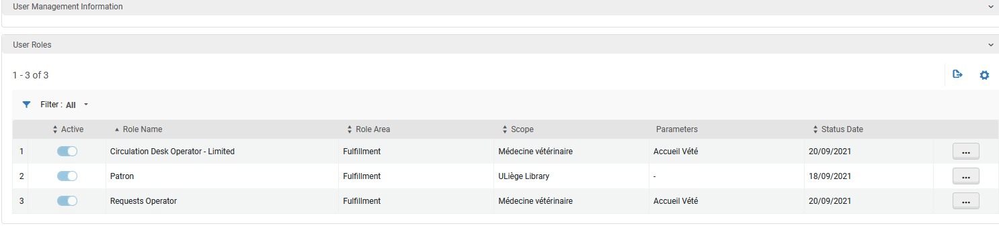 User Management Information
User Roles
1 - 3 of 3
Filter : All
Active Role Name Role Area Scope Parameters Status Date
1 Circulation Desk Operator - Limited Fulfillment Médecine vétérinaire Accueil Vété 20/09/2021 ...
2 Patron Fulfillment ULiège Library - 18/09/2021 ...
3 Requests Operator Fulfillment Médecine vétérinaire Accueil Vété 20/09/2021 ...